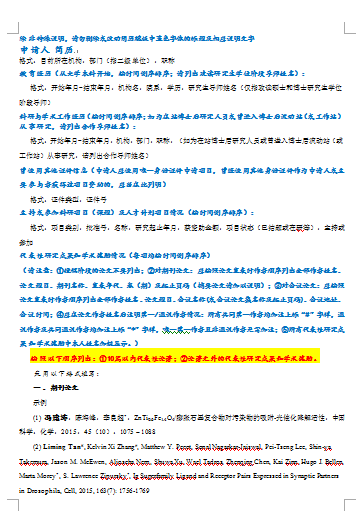 除非特殊说明，请勿删除或改动简历模板中蓝色字体的标题及相应说明文字
申请人 简历：
格式：目前所在机构，部门（指二级单位），职称
教育经历（从大学本科开始，按时间倒序排序；请列出攻读研究生学位阶段导师姓名）：
格式：开始年月-结束年月，机构名，院系，学历，研究生导师姓名（仅指攻读硕士和博士研究生学位
阶段导师）
科研与学术工作经历（按时间倒序排序；如为在站博士后研究人员或曾进入博士后流动站（或工作站）
从事研究，请列出合作导师姓名）：
格式：开始年月-结束年月，机构，部门，职称，（如为在站博士后研究人员或曾进入博士后流动站（或
工作站）从事研究，请列出合作导师姓名）
曾使用其他证件信息（申请人应使用唯一身份证件申请项目，曾经使用其他身份证件作为申请人或主
要参与者获得过项目资助的，应当在此列明）
格式：证件类型，证件号
主持或参加科研项目（课程）及人才计划项目情况（按时间倒序排序）：
格式：项目类别，批准号，名称，研究起止年月，获资助金额，项目状态（已结题或在研等），主持或
参加
代表性研究成果和学术奖励情况（每项均按时间倒序排序）
（请注意：①投稿阶段的论文不要列出；②对期刊论文：应按照论文发表时作者顺序列出全部作者姓名、
论文题目、期刊名称、发表年代、卷（期）及起止页码（摘要论文请加以说明）；③对会议论文：应按照
论文发表时作者顺序列出全部作者姓名、论文题目、会议名称（或会议论文集名称及起止页码）、会议地址、
会议时间；④应在论文作者姓名后注明第一/通讯作者情况：所有共同第一作者均加注上标“#”字样，通
讯作者及共同通讯作者均加注上标“*”字样，唯一第一作者且非通讯作者无需加注；⑤所有代表性研究成
果和学术奖励中本人姓名加粗显示。）
按照以下顺序列出：①10篇以内代表性论著；②论著之外的代表性研究成果和学术奖励。
采用以下格式填写：
一、期刊论文
示例
中国
科学，化学，2015，45（10），1075 – 1088
(2) Liming Tan#, Kelvin Xi Zhang#, Matthew Y. Pecot, Sonal Nagarkar-Jaiswal, Pei-Tseng Lee, Shin-ya
Takemura, Jason M. McEwen, Aljoscha Nern, Shuwa Xu, Wael Tadros, Zhenqing Chen, Kai Zinn, Hugo J. Bellen,
Marta Morey*, S. Lawrence Zipursky*, Ig Superfamily Ligand and Receptor Pairs Expressed in Synaptic Partners
in Drosophila, Cell, 2015, 163(7): 1756-1769